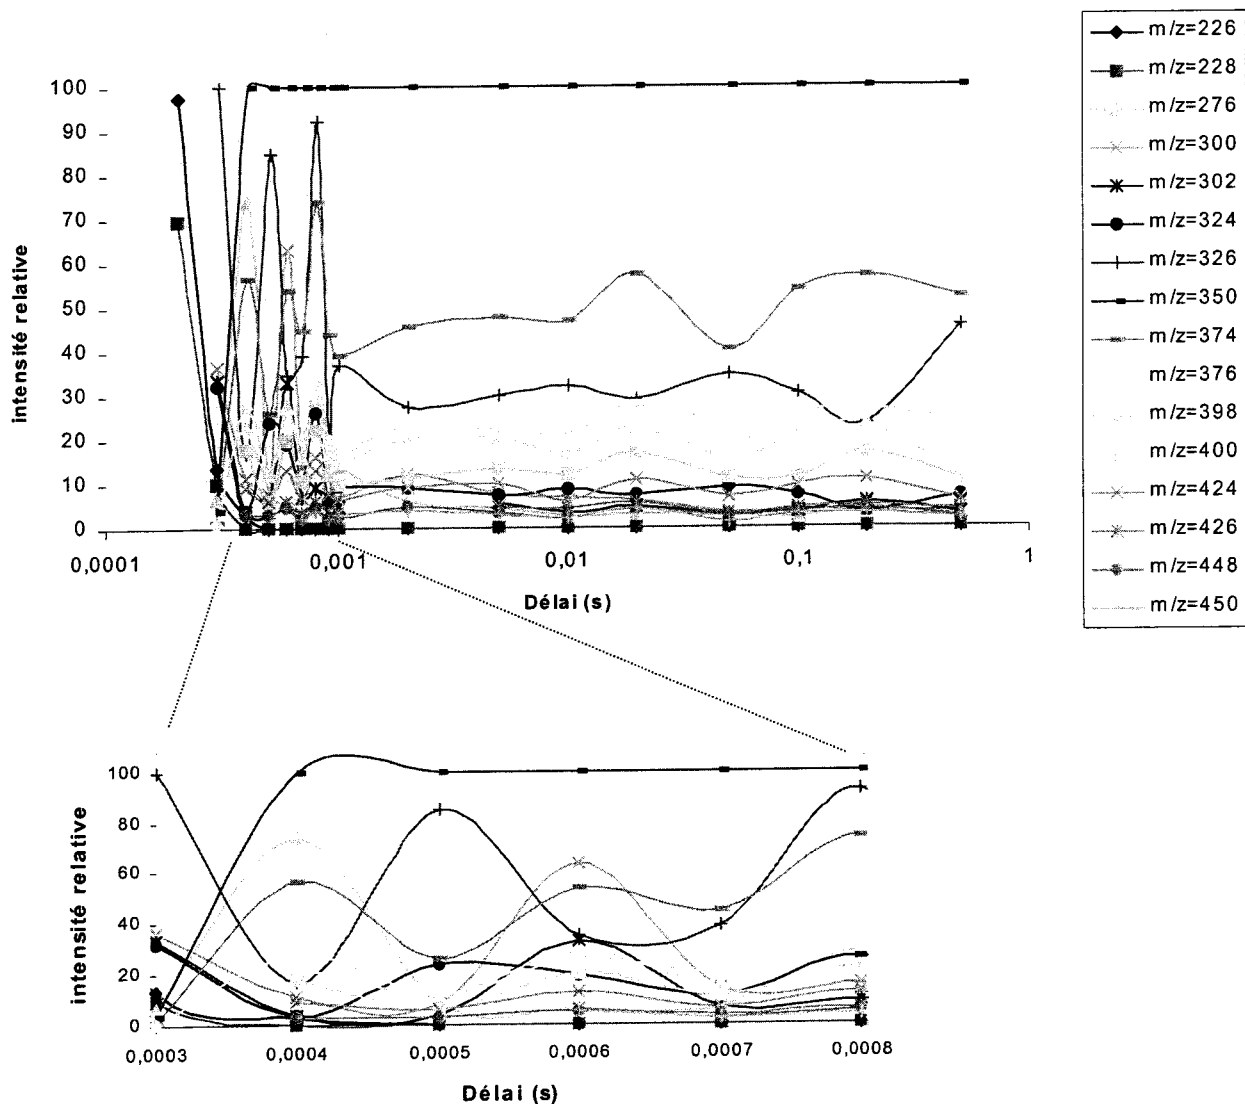 intensité relative
100
90
80
70
60
50
40
30
20
10
0
0,0001
0,001
0,01
0,1
1
Délai (s)
m/z=226
m/z=228
m/z=276
m/z=300
m/z=302
m/z=324
m/z=326
m/z=350
m/z=374
m/z=376
m/z=398
m/z=400
m/z=424
m/z=426
m/z=448
m/z=450
intensité relative
100
80
60
40
20
0
0,0003
0,0004
0,0005
0,0006
0,0007
0,0008
Délai (s)